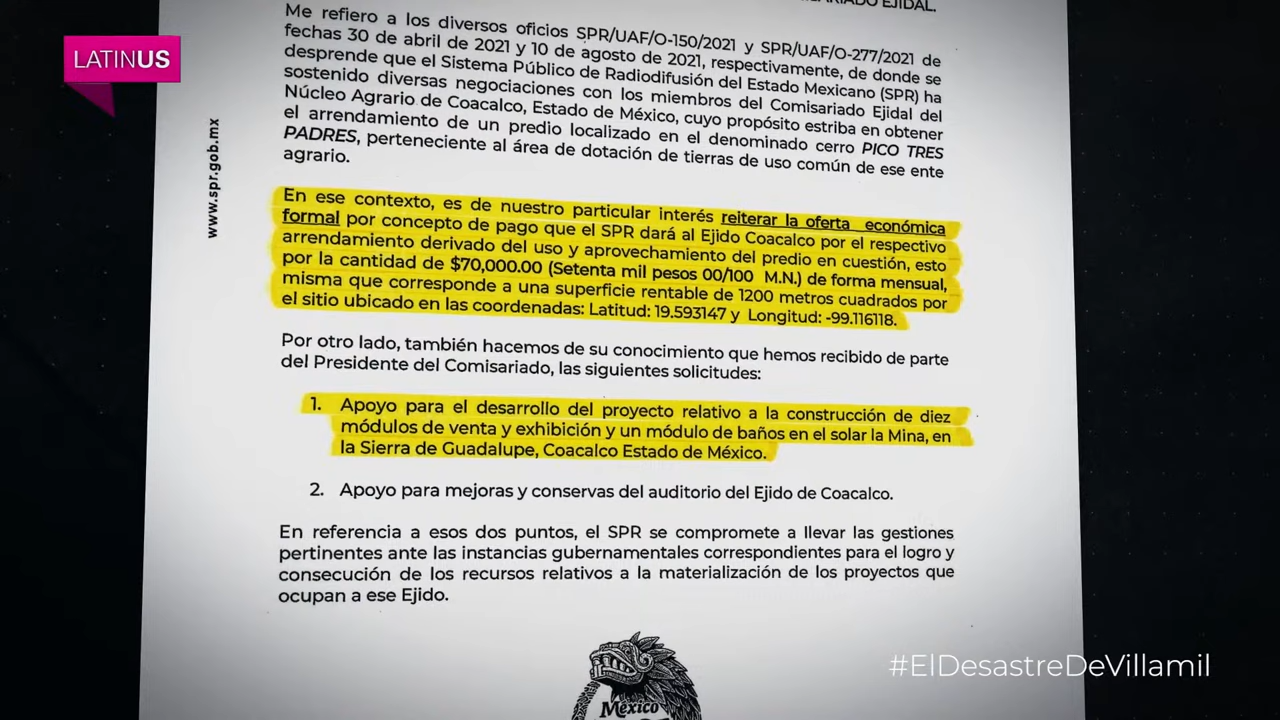 LATINUS
EJIDAL.
www.spr.gob.mx
Me refiero a los diversos oficios SPR/UAF/O-150/2021 y SPR/UAF/O-277/2021 de
fechas 30 de abril de 2021 y 10 de agosto de 2021, respectivamente, de donde se
desprende que el Sistema Público de Radiodifusión del Estado Mexicano (SPR) ha
sostenido diversas negociaciones con los miembros del Comisariado Ejidal del
Núcleo Agrario de Coacalco, Estado de México, cuyo propósito estriba en obtener
el arrendamiento de un predio localizado en el denominado cerro PICO TRES
PADRES, perteneciente al área de dotación de tierras de uso común de ese ente
agrario.
En ese contexto, es de nuestro particular interés reiterar la oferta económica
formal por concepto de pago que el SPR dará al Ejido Coacalco por el respectivo
arrendamiento derivado del uso y aprovechamiento del predio en cuestión, esto
por la cantidad de $70,000.00 (Setenta mil pesos 00/100 M.N.) de forma mensual,
misma que corresponde a una superficie rentable de 1200 metros cuadrados por
el sitio ubicado en las coordenadas: Latitud: 19.593147 y Longitud: -99.116118.
Por otro lado, también hacemos de su conocimiento que hemos recibido de parte
del Presidente del Comisariado, las siguientes solicitudes:
1. Apoyo para el desarrollo del proyecto relativo a la construcción de diez
módulos de venta y exhibición y un módulo de baños en el solar la Mina, en
la Sierra de Guadalupe, Coacalco Estado de México.
2. Apoyo para mejoras y conservas del auditorio del Ejido de Coacalco.
En referencia a esos dos puntos, el SPR se compromete a llevar las gestiones
pertinentes ante las instancias gubernamentales correspondientes para el logro y
consecución de los recursos relativos a la materialización de los proyectos que
ocupan a ese Ejido.
México
#ElDesastreDeVillamil